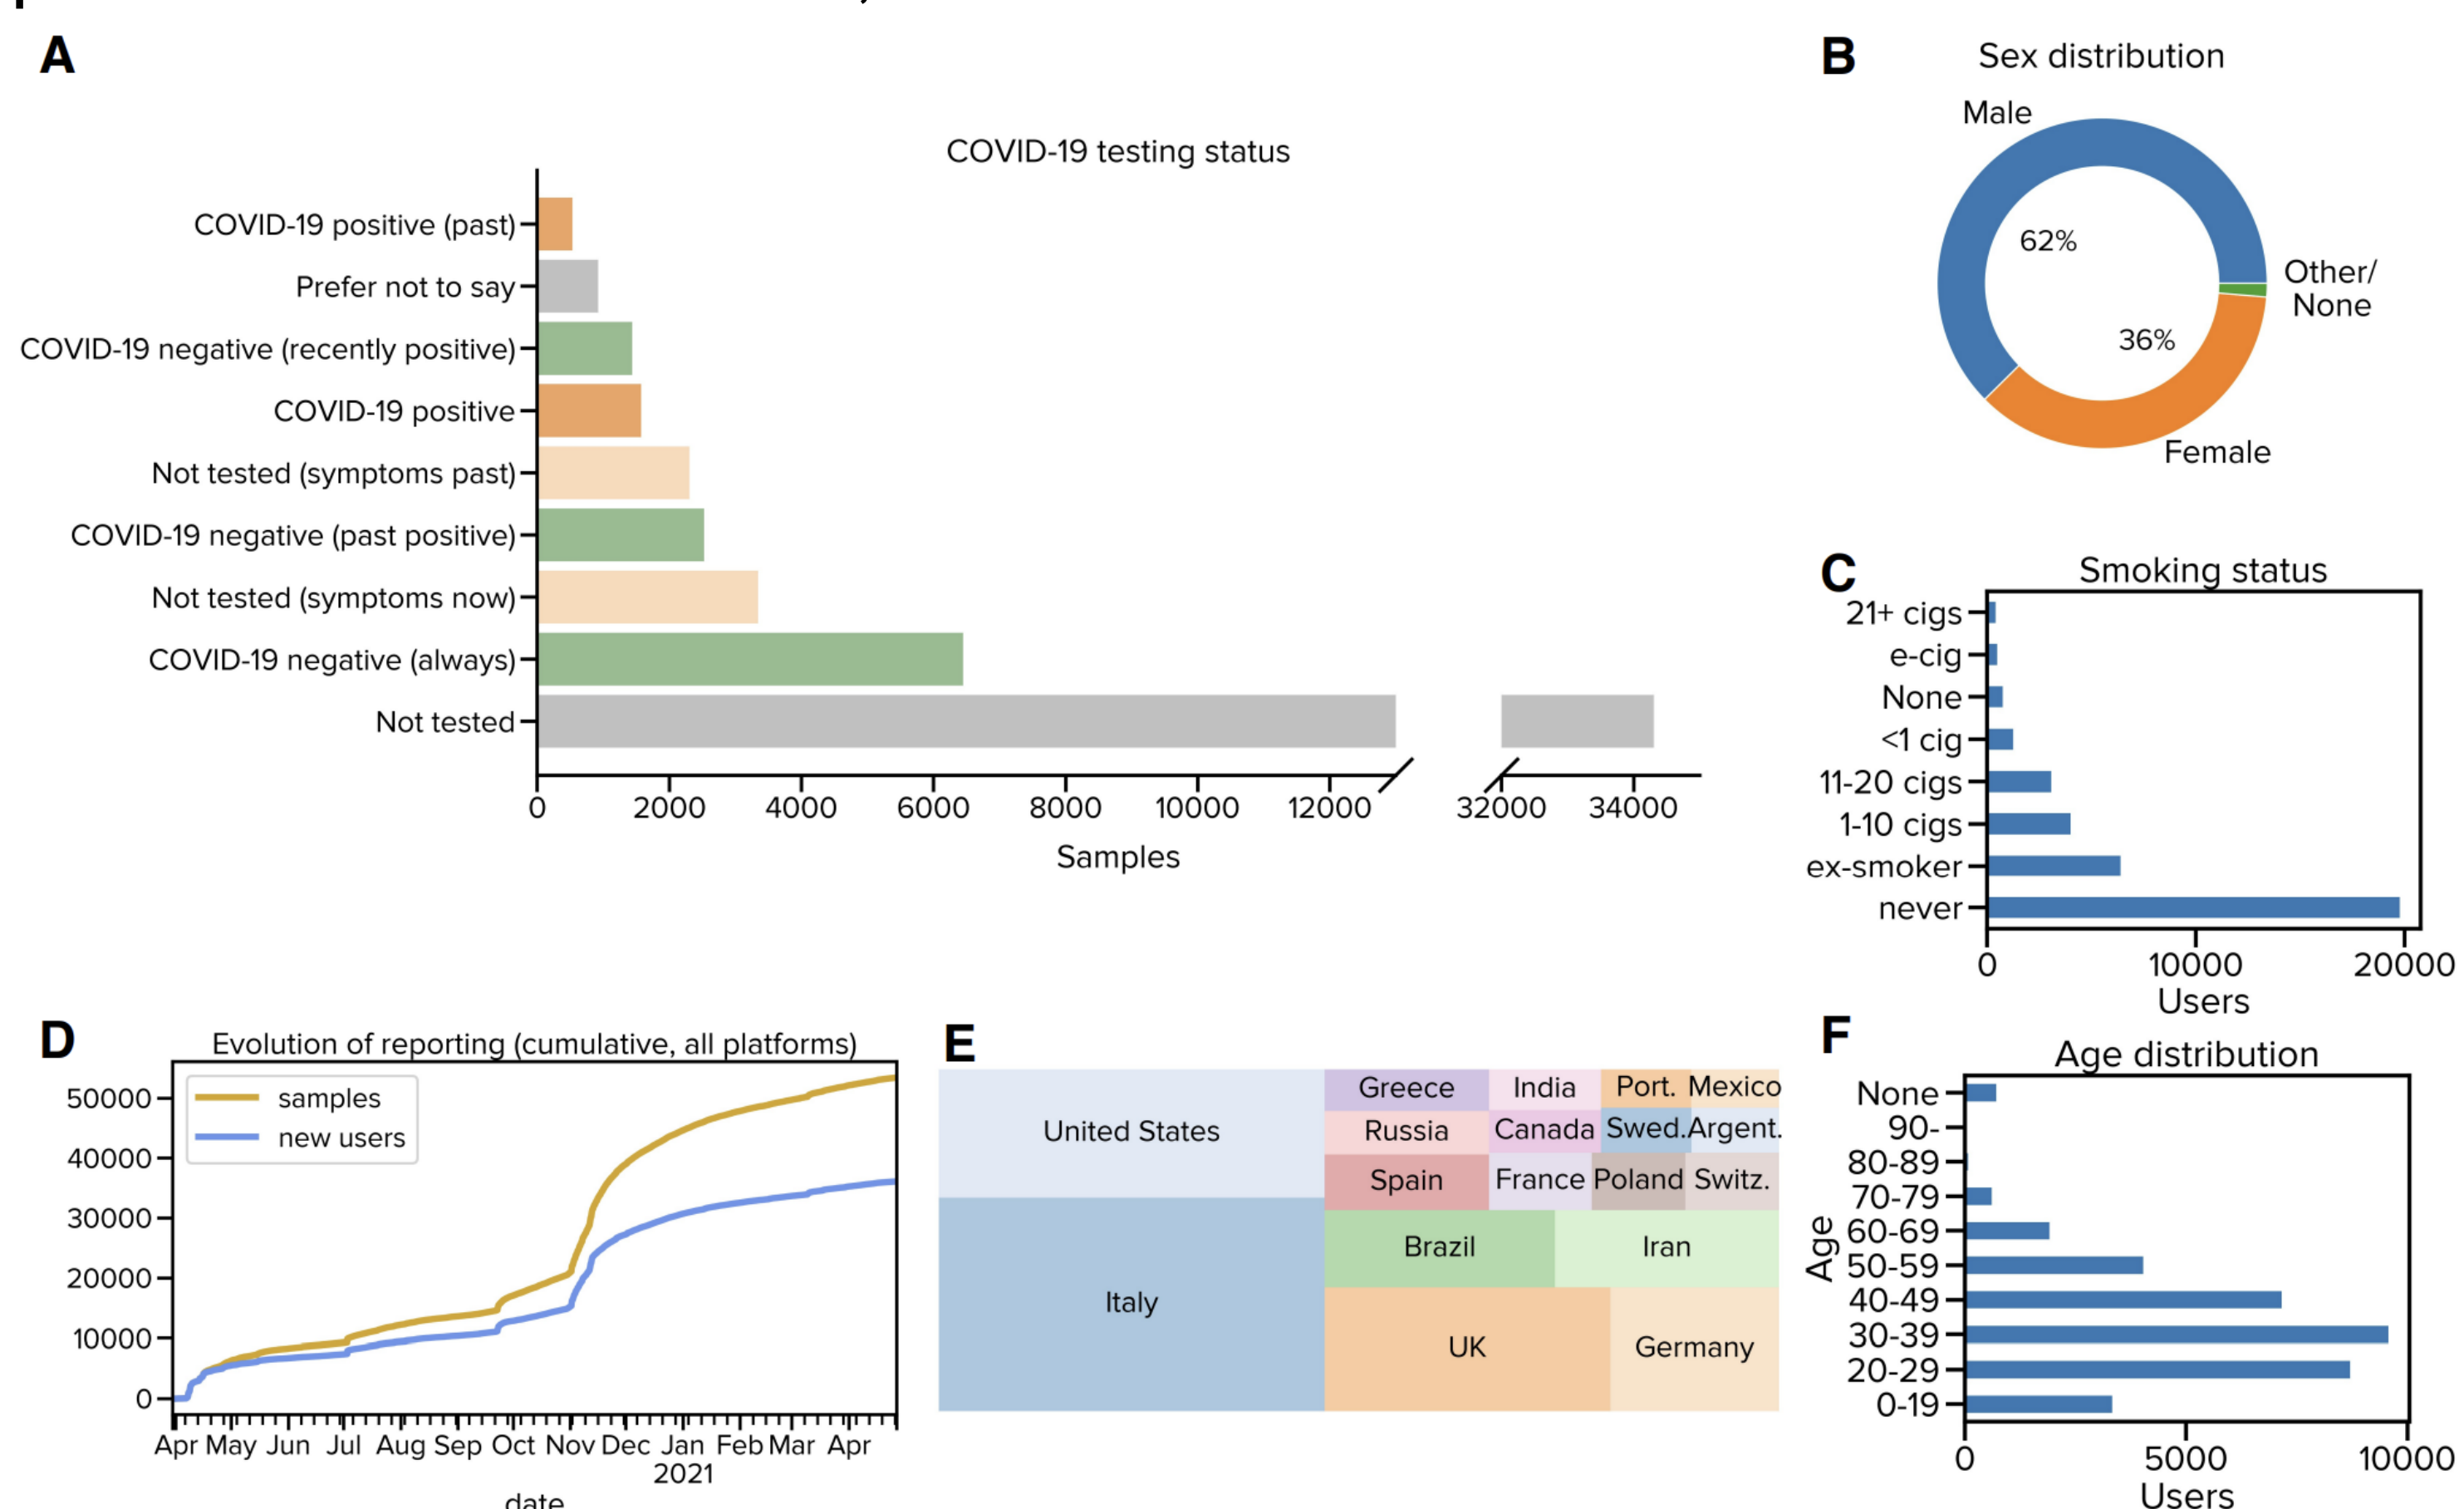 A
COVID-19 testing status
COVID-19 positive (past)
Prefer not to say
COVID-19 negative (recently positive)
COVID-19 positive
Not tested (symptoms past)
COVID-19 negative (past positive)
Not tested (symptoms now)
COVID-19 negative (always)
Not tested
0 2000 4000 6000 8000 10000 12000 32000 34000
Samples
B
Sex distribution
Male
62%
Other/
None
36%
Female
C
Smoking status
21+ cigs
e-cig
None
<1 cig
11-20 cigs
1-10 cigs
ex-smoker
never
0 10000 20000
Users
D
Evolution of reporting (cumulative, all platforms)
samples
new users
50000
40000
30000
20000
10000
0
Apr May Jun Jul Aug Sep Oct Nov Dec Jan Feb Mar Apr
2021
date
E
United States
Italy
Greece India Port. Mexico
Russia Canada Swed. Argent.
Spain France Poland Switz.
Brazil Iran
UK Germany
F
Age distribution
Age
None
90-
80-89
70-79
60-69
50-59
40-49
30-39
20-29
0-19
0 5000 10000
Users